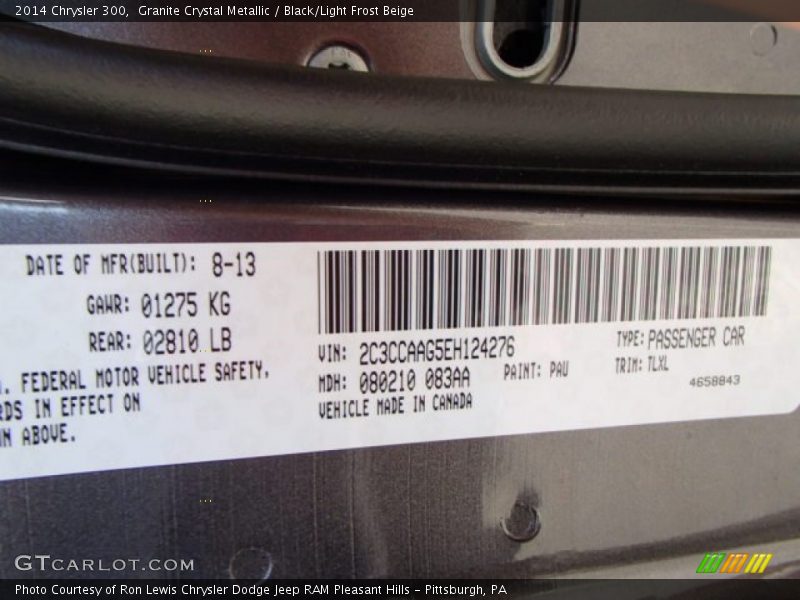 2014 Chrysler 300, Granite Crystal Metallic / Black/Light Frost Beige
DATE OF MFR(BUILT): 8-13
GAWR: 01275 KG
REAR: 02810 LB
. FEDERAL MOTOR VEHICLE SAFETY.
RDS IN EFFECT ON
N ABOVE.
VIN: 2C3CCAAG5EH124276
MDH: 080210 083AA PAINT: PAU
VEHICLE MADE IN CANADA
TYPE: PASSENGER CAR
TRIM: TLXL
4658843
GTCARLOT.COM
Photo Courtesy of Ron Lewis Chrysler Dodge Jeep RAM Pleasant Hills - Pittsburgh, PA